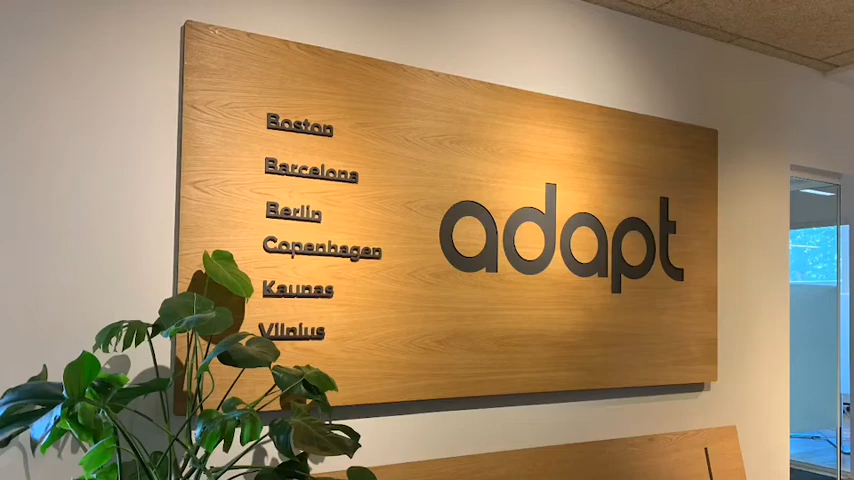 Boston
Barcelona
Berlin
Copenhagen
Kaunas
Vilnius
adapt